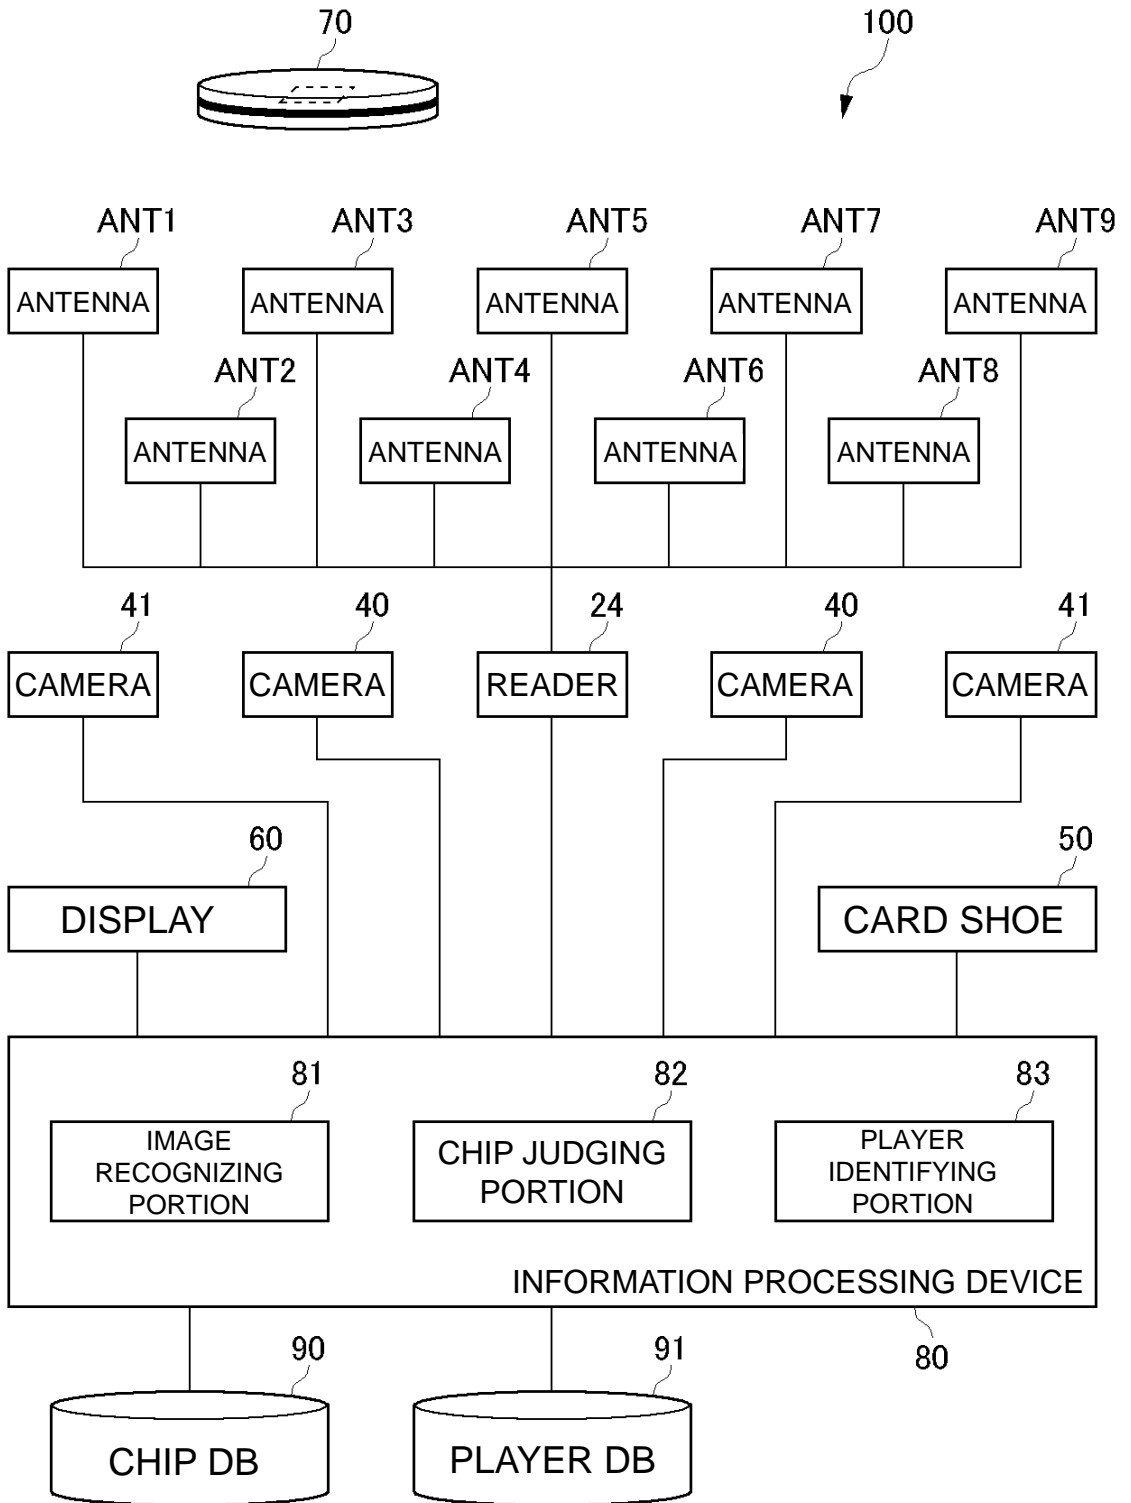 70
100
ANT1
ANT3
ANT5
ANT7
ANT9
ANTENNA
ANTENNA
ANTENNA
ANTENNA
ANTENNA
ANT2
ANT4
ANT6
ANT8
ANTENNA
ANTENNA
ANTENNA
ANTENNA
41
40
24
40
41
CAMERA
CAMERA
READER
CAMERA
CAMERA
60
50
DISPLAY
CARD SHOE
81
82
83
IMAGE
RECOGNIZING
PORTION
CHIP JUDGING
PORTION
PLAYER
IDENTIFYING
PORTION
INFORMATION PROCESSING DEVICE
90
91
80
CHIP DB
PLAYER DB